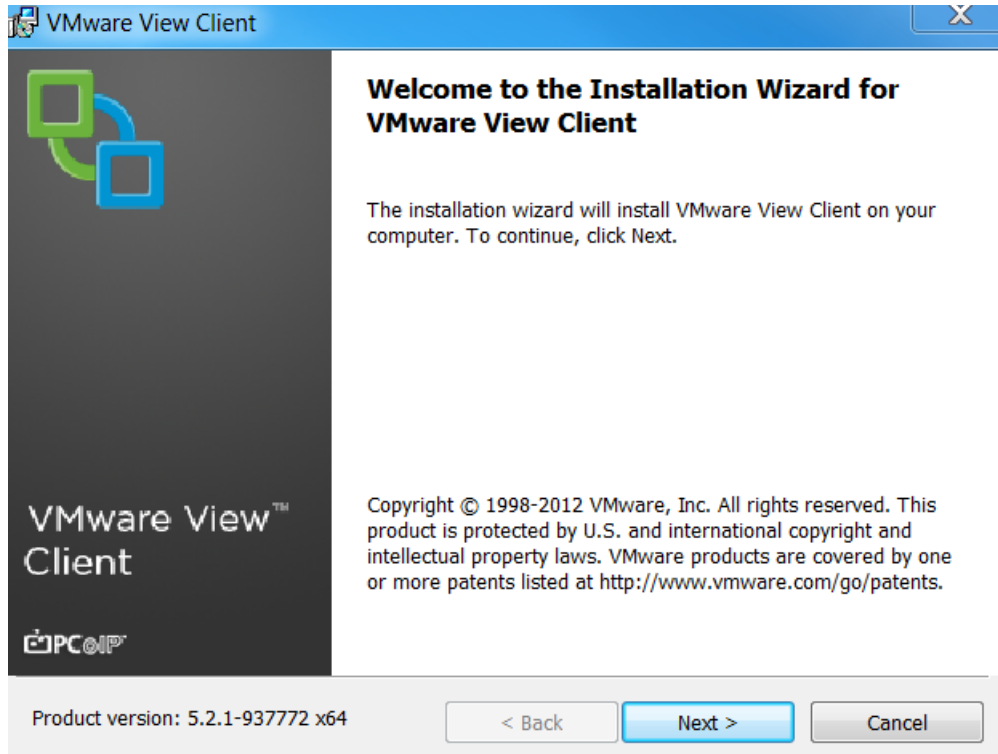 VMware View Client
Welcome to the Installation Wizard for
VMware View Client
The installation wizard will install VMware View Client on your
computer. To continue, click Next.
VMware View™
Client
Copyright © 1998-2012 VMware, Inc. All rights reserved. This
product is protected by U.S. and international copyright and
intellectual property laws. VMware products are covered by one
or more patents listed at http://www.vmware.com/go/patents.
PCoIP
Product version: 5.2.1-937772 x64
< Back
Next >
Cancel